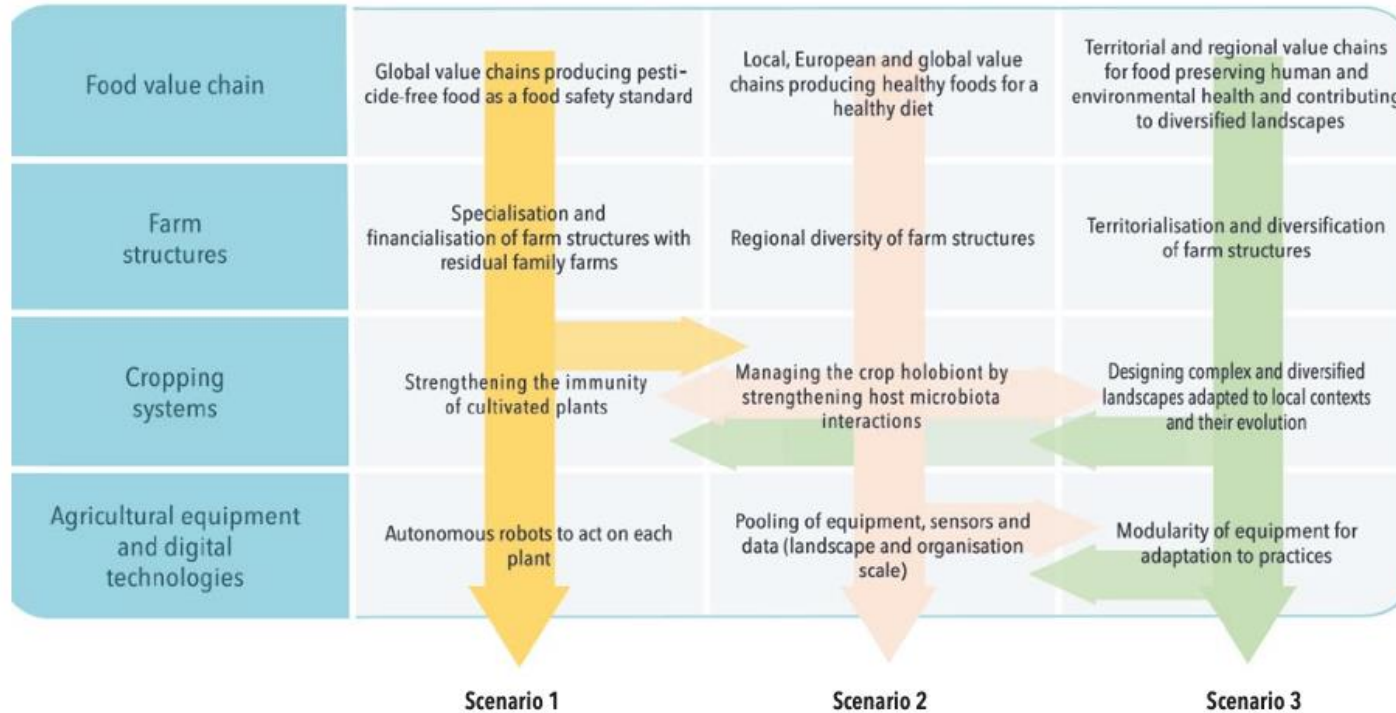 Food value chain
Global value chains producing pesti-
cide-free food as a food safety standard
Local, European and global value
chains producing healthy foods for a
healthy diet
Territorial and regional value chains
for food preserving human and
environmental health and contributing
to diversified landscapes
Farm
structures
Specialisation and
financialisation of farm structures with
residual family farms
Regional diversity of farm structures
Territorialisation and diversification
of farm structures
Cropping
systems
Strengthening the immunity
of cultivated plants
Managing the crop holobiont by
strengthening host microbiota
interactions
Designing complex and diversified
landscapes adapted to local contexts
and their evolution
Agricultural equipment
and digital
technologies
Autonomous robots to act on each
plant
Pooling of equipment, sensors and
data (landscape and organisation
scale)
Modularity of equipment for
adaptation to practices
Scenario 1
Scenario 2
Scenario 3